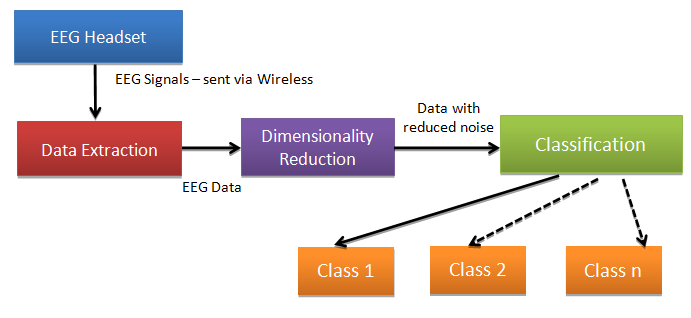 EEG Headset
EEG Signals – sent via Wireless
Data Extraction
EEG Data
Dimensionality
Reduction
Data with
reduced noise
Classification
Class 1
Class 2
Class n